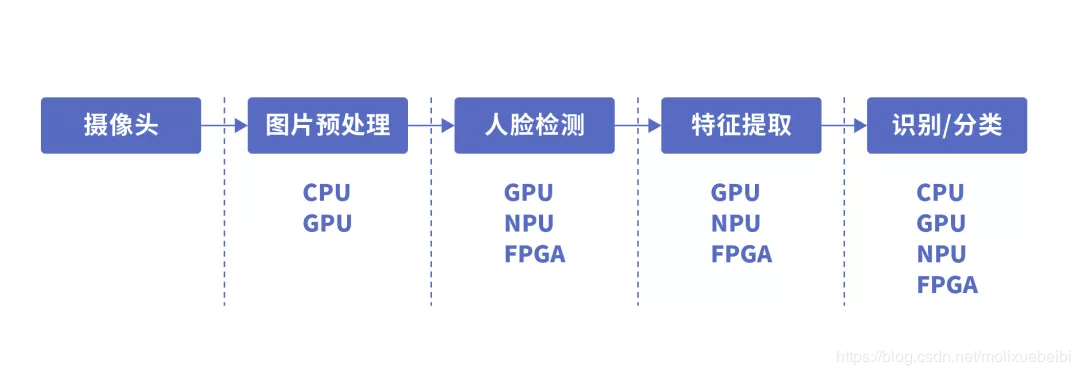 摄像头
图片预处理
人脸检测
特征提取
识别/分类
CPU
GPU
GPU
NPU
FPGA
GPU
NPU
FPGA
CPU
GPU
NPU
FPGA
https://blog.csdn.net/molixuebeibi